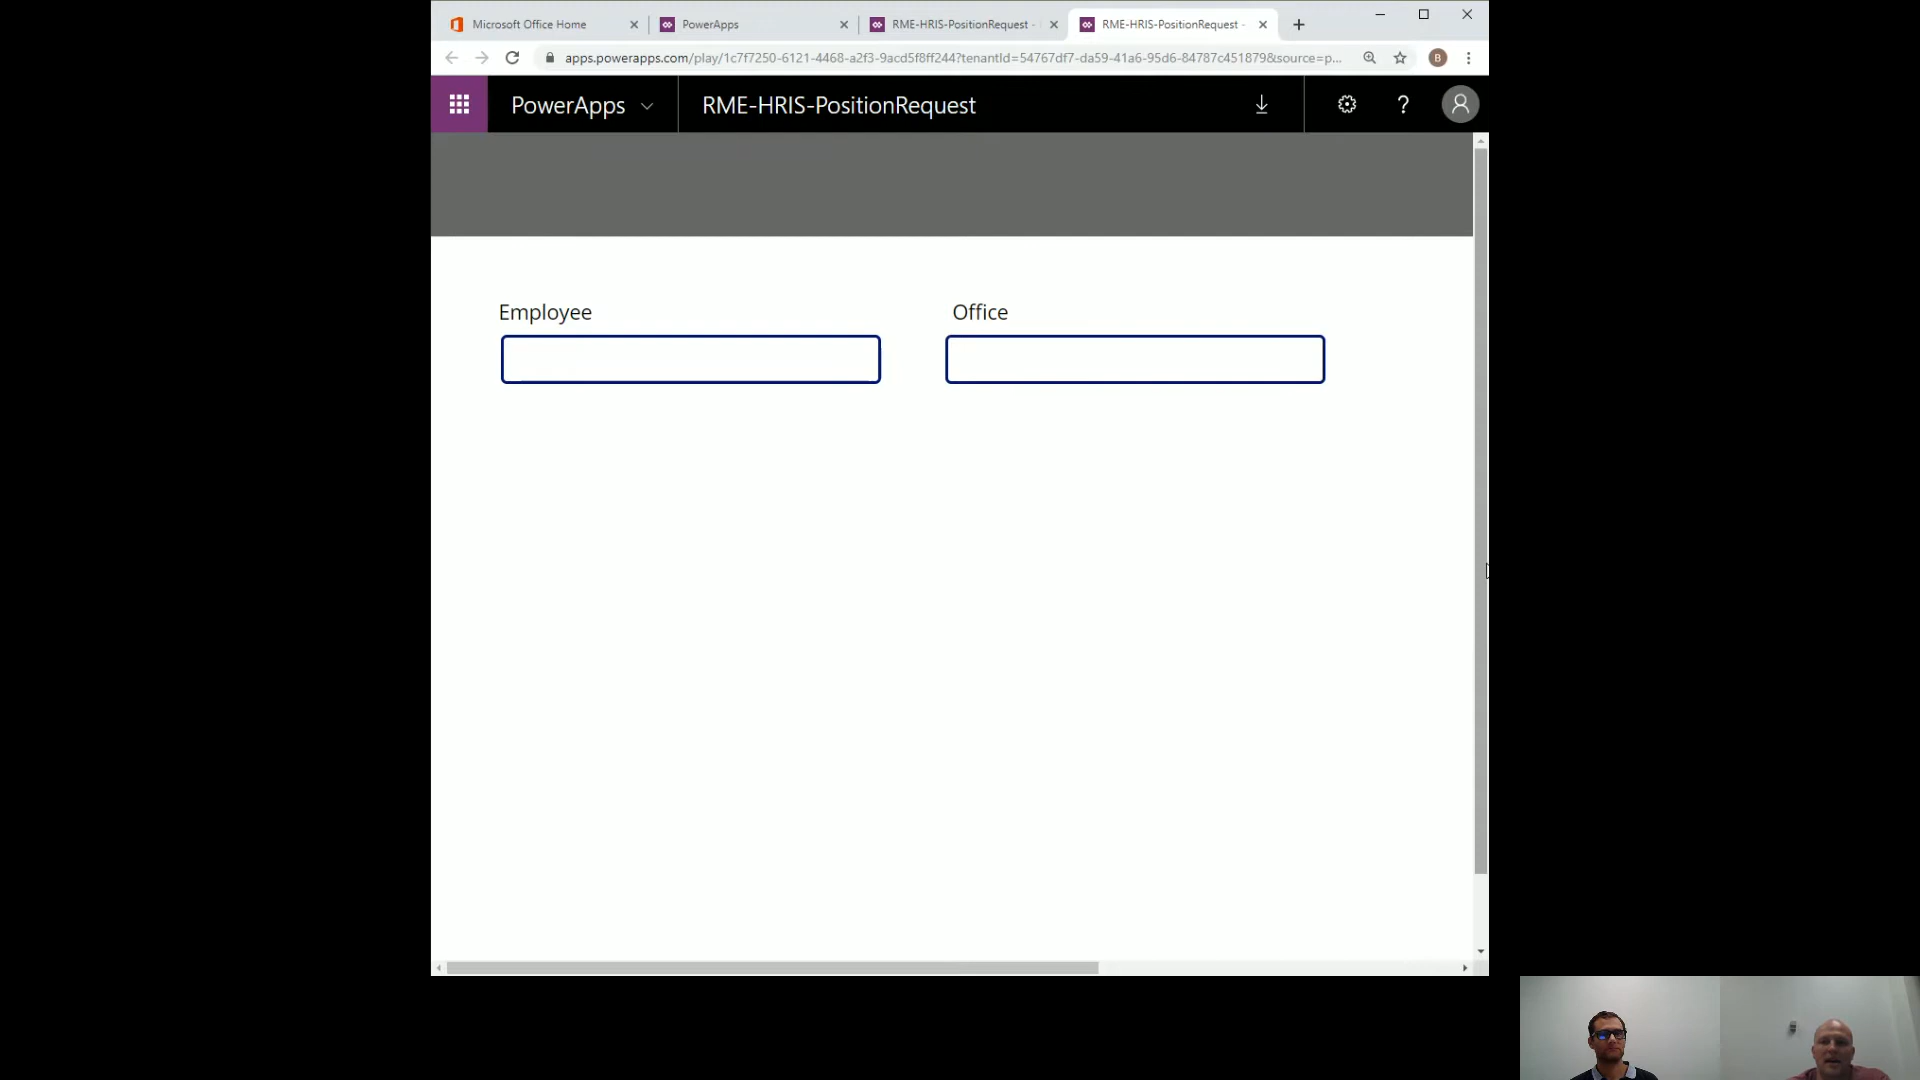 Microsoft Office Home
PowerApps
RME-HRIS-PositionRequest -
RME-HRIS-PositionRequest -
apps.powerapps.com/play/1c7f7250-6121-4468-a2f3-9acd5f8ff244?tenantId=54767df7-da59-41a6-95d6-84787c451879&source=p...
B
PowerApps
RME-HRIS-PositionRequest
?
Employee
Office